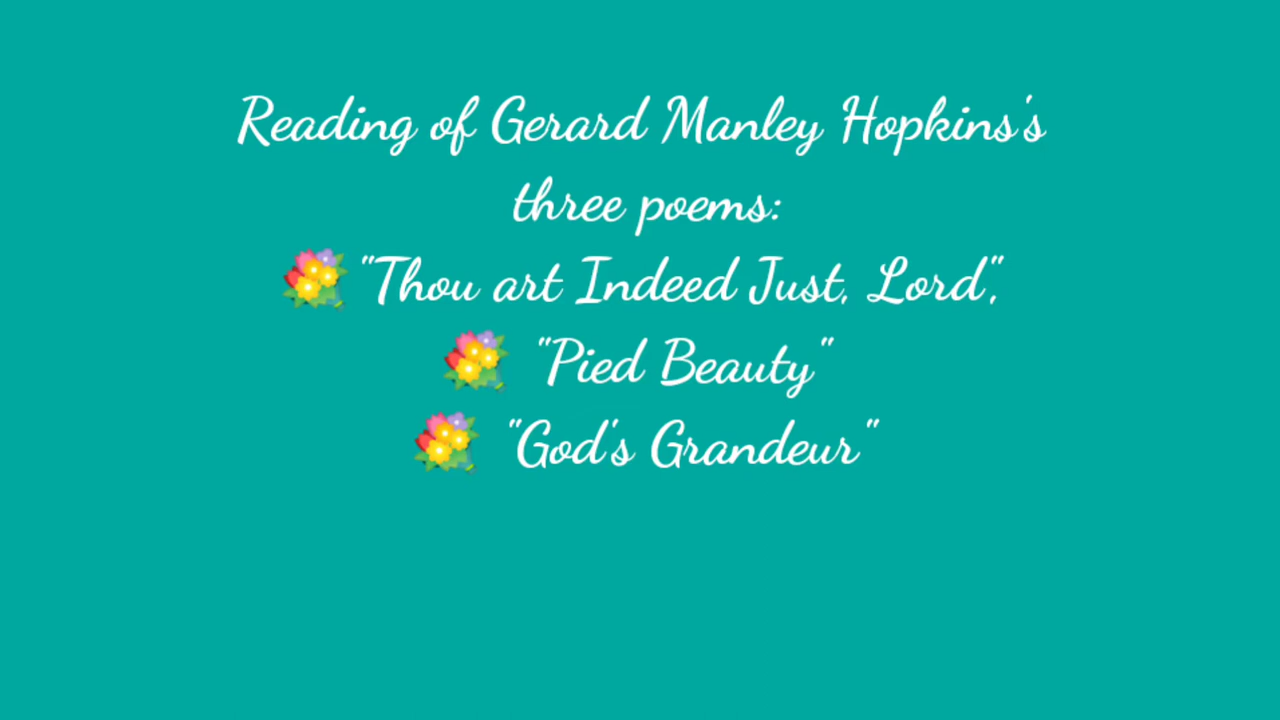 Reading of Gerard Manley Hopkins's
three poems:
💐 "Thou art Indeed Just, Lord",
💐 "Pied Beauty"
💐 "God's Grandeur"